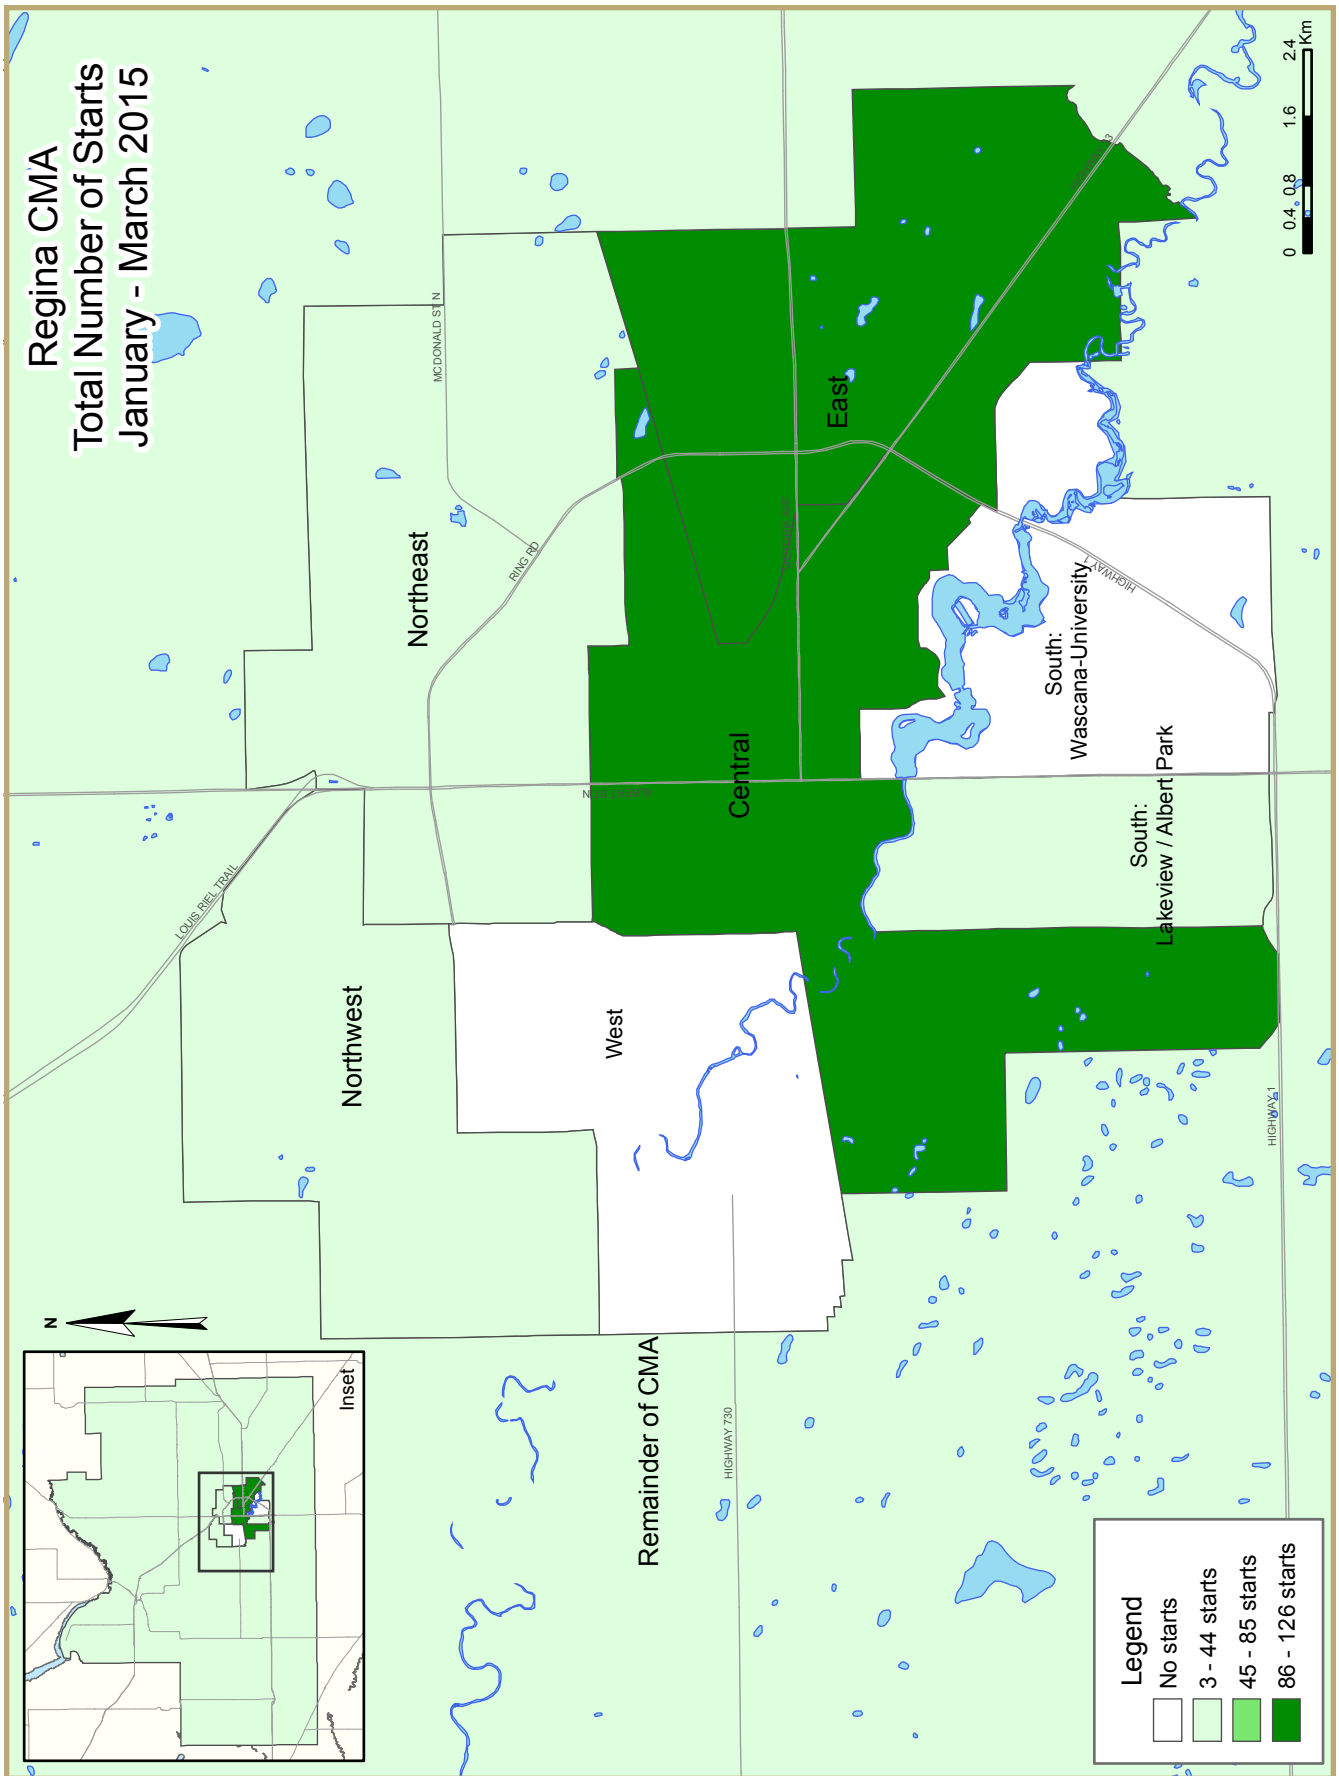 Regina CMA
Total Number of Starts
January - March 2015
N
Inset
LOUIS RIEL TRAIL
MCDONALD ST N
RING RD
Northeast
Northwest
West
Central
East
South:
Wascana-University
South:
Lakeview / Albert Park
Remainder of CMA
HIGHWAY 1
HIGHWAY 730
HIGHWAY 1
Legend
No starts
3 - 44 starts
45 - 85 starts
86 - 126 starts
0 0.4 0.8 1.6 2.4
Km